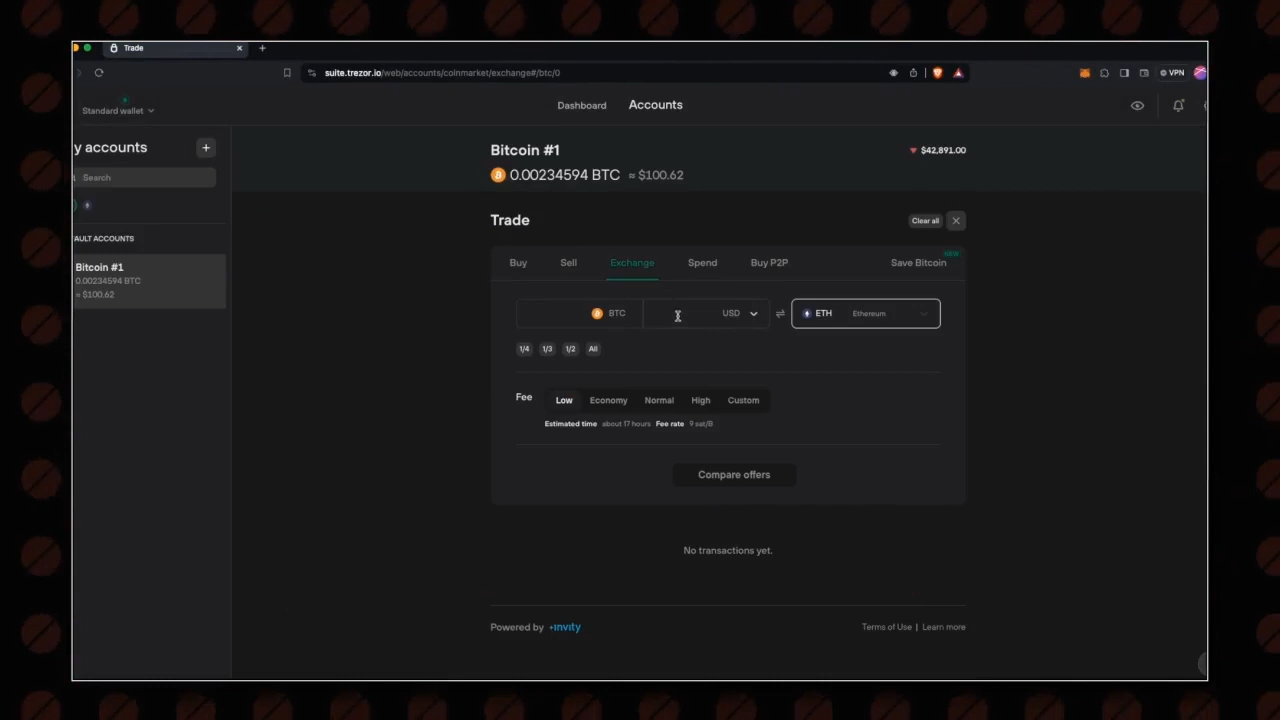 Trade
suite.trezor.io/web/accounts/coinmarket/exchange#/btc/0
VPN
Standard wallet
Dashboard
Accounts
y accounts
Search
AULT ACCOUNTS
Bitcoin #1
0.00234594 BTC
≈ $100.62
Bitcoin #1
$42,891.00
0.00234594 BTC ≈ $100.62
Trade
Clear all
Buy
Sell
Exchange
Spend
Buy P2P
Save Bitcoin
NEW
BTC
USD
ETH Ethereum
1/4
1/3
1/2
All
Fee
Low
Economy
Normal
High
Custom
Estimated time about 17 hours Fee rate 9 sat/B
Compare offers
No transactions yet.
Powered by invity
Terms of Use | Learn more